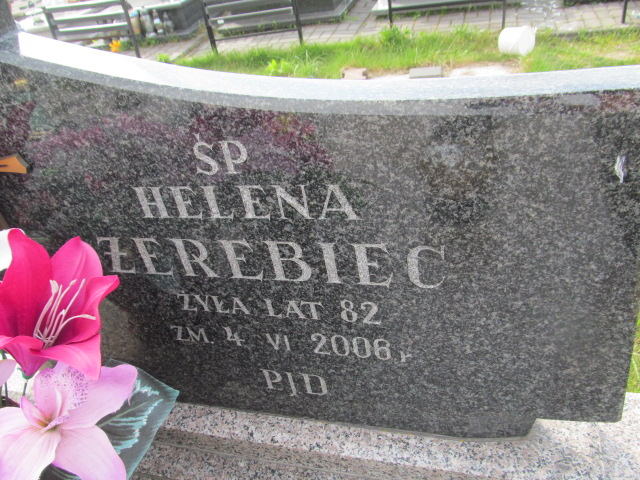 ŚP
HELENA
ŻEREBIEC
ŻYŁA LAT 82
ZM. 4 VI 2006 r
PJD